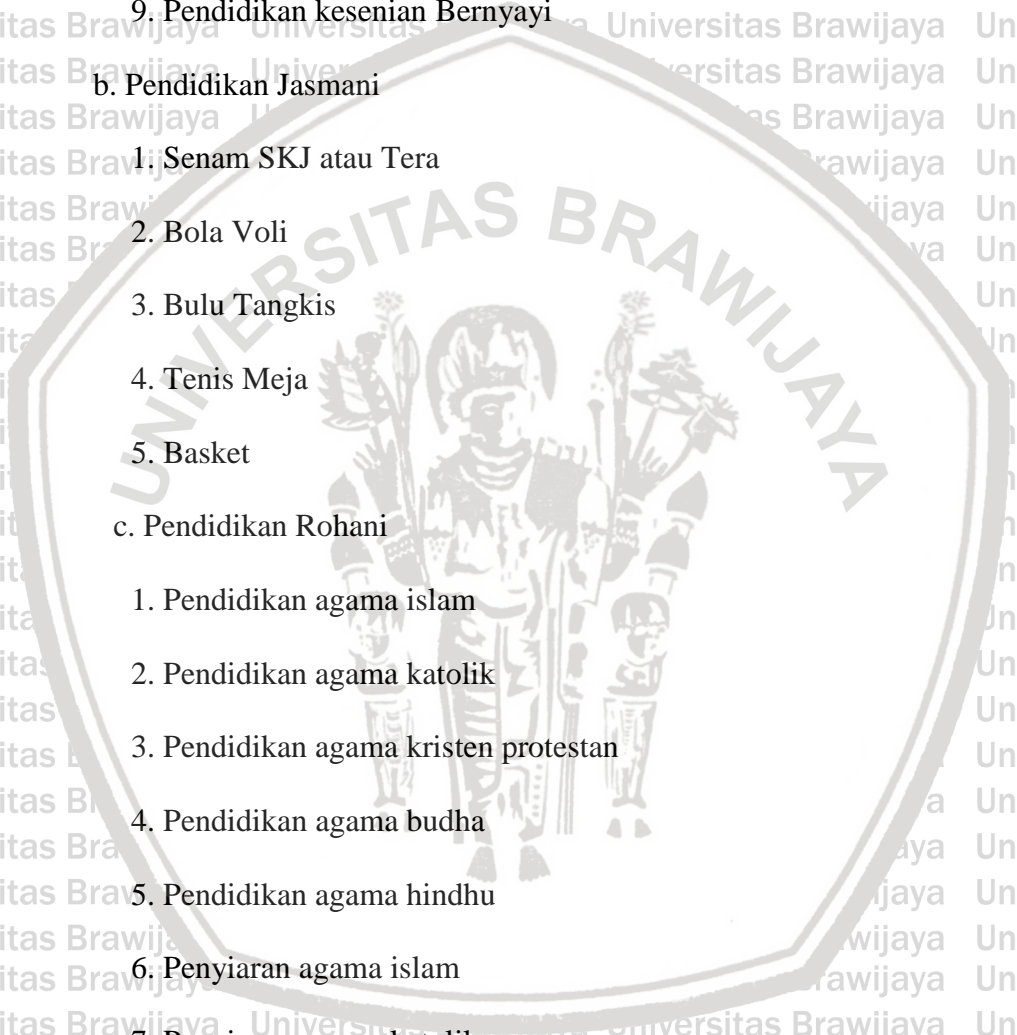 9. Pendidikan kesenian Bernyayi
b. Pendidikan Jasmani
1. Senam SKJ atau Tera
2. Bola Voli
3. Bulu Tangkis
4. Tenis Meja
5. Basket
c. Pendidikan Rohani
1. Pendidikan agama islam
2. Pendidikan agama katolik
3. Pendidikan agama kristen protestan
4. Pendidikan agama budha
5. Pendidikan agama hindhu
6. Penyiaran agama islam
UNIVERSITAS BRAWIJAYA